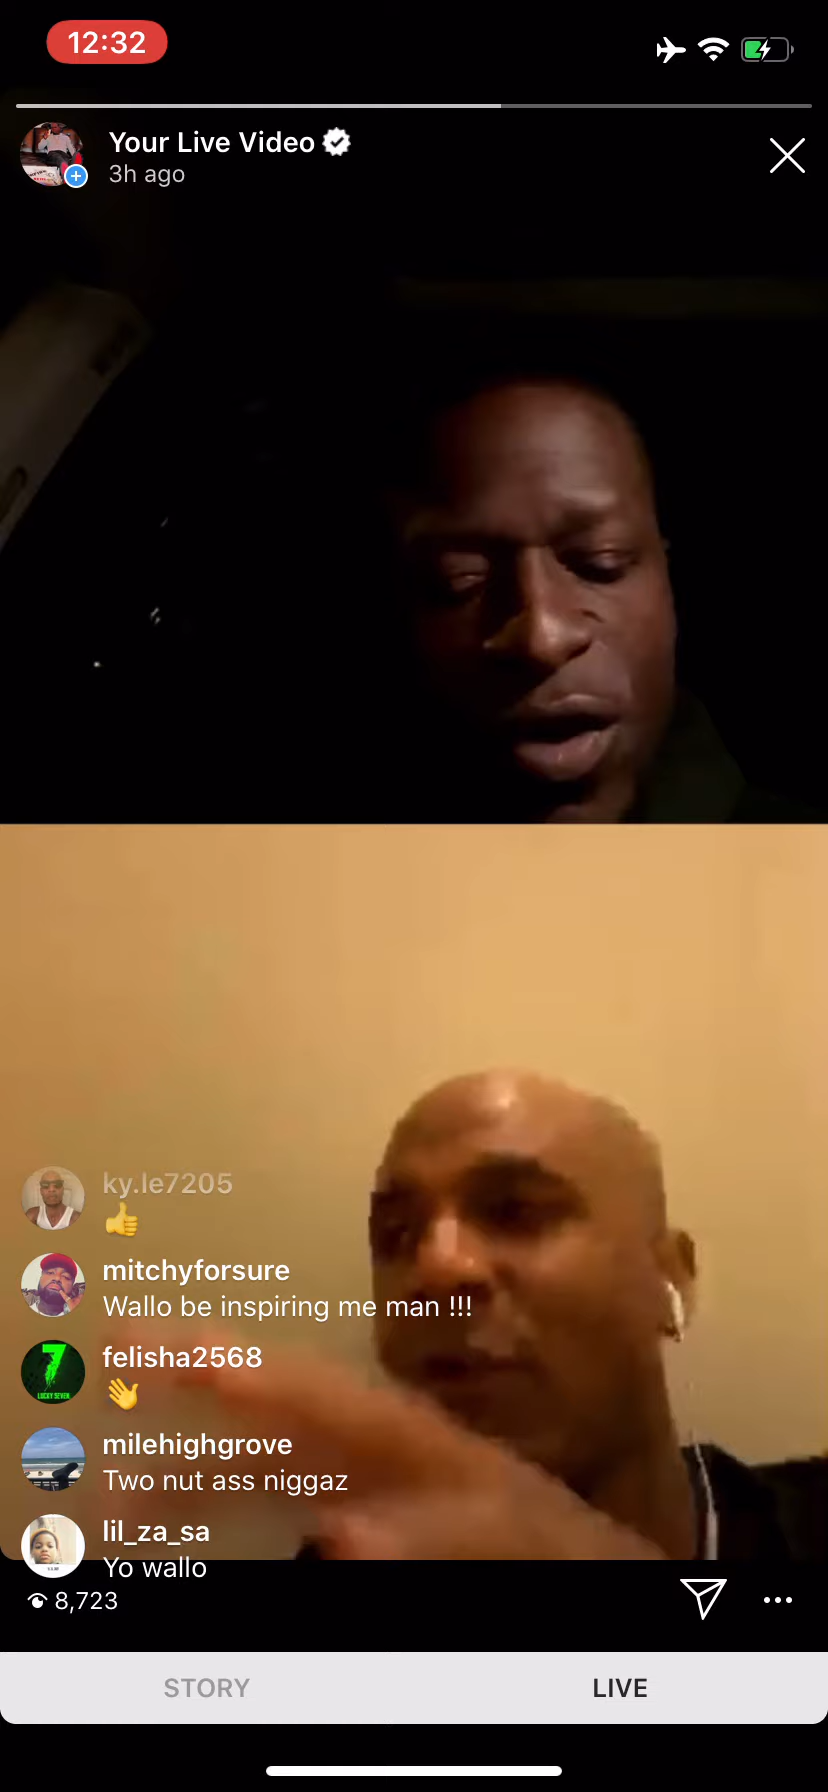 12:32
Your Live Video
3h ago
ky.le7205
👍
mitchyforsure
Wallo be inspiring me man !!!
felisha2568
👋
milehighgrove
Two nut ass niggaz
lil_za_sa
Yo wallo
8,723
STORY
LIVE